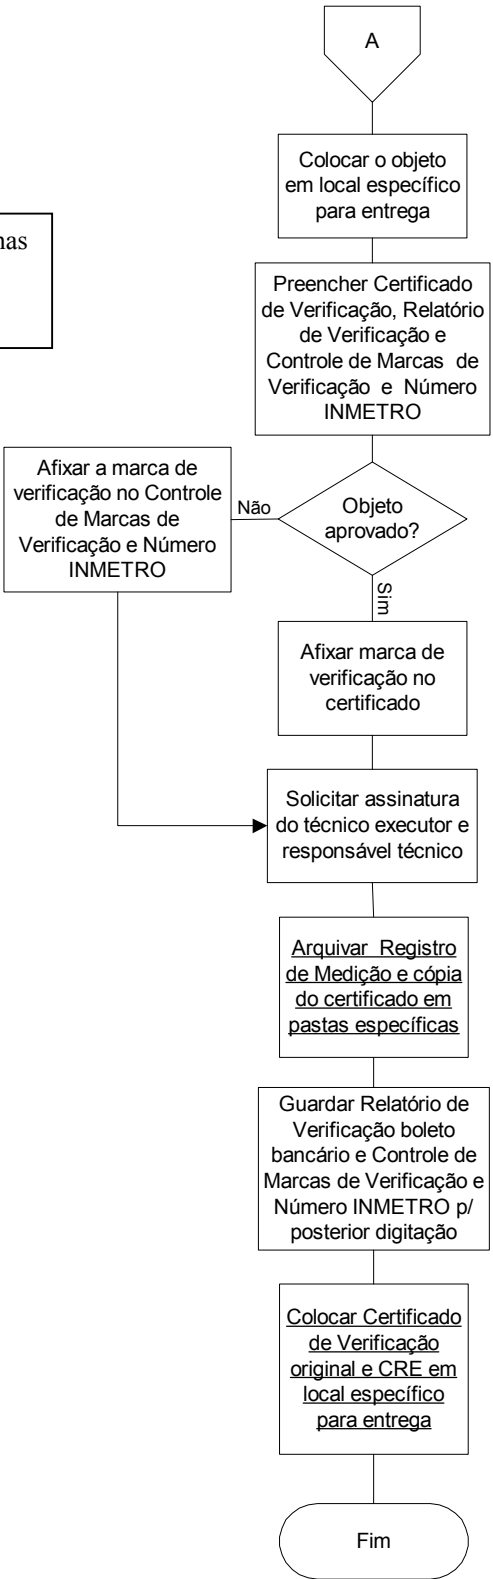 A
Colocar o objeto
em local específico
para entrega
nas
Preencher Certificado
de Verificação, Relatório
de Verificação e
Controle de Marcas de
Verificação e Número
INMETRO
Afixar a marca de
verificação no Controle
de Marcas de
Verificação e Número
INMETRO
Não
Objeto
aprovado?
Sim
Afixar marca de
verificação no
certificado
Solicitar assinatura
do técnico executor e
responsável técnico
Arquivar Registro
de Medição e cópia
do certificado em
pastas específicas
Guardar Relatório de
Verificação boleto
bancário e Controle de
Marcas de Verificação e
Número INMETRO p/
posterior digitação
Colocar Certificado
de Verificação
original e CRE em
local específico
para entrega
Fim